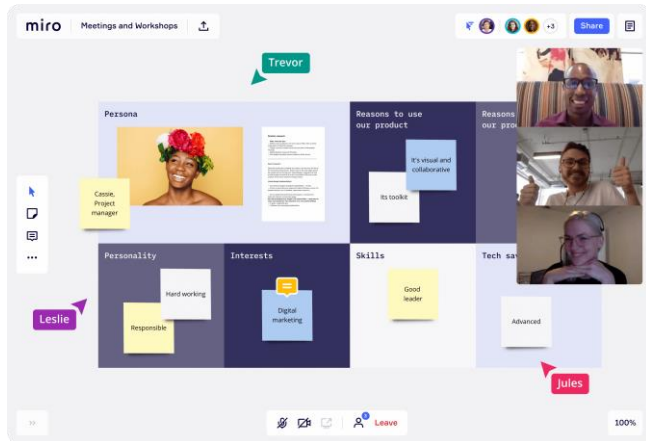 miro
Meetings and Workshops
+3
Share
Trevor
Persona
Reasons to use
our product
Reasons
our pro
It's visual and
collaborative
Its toolkit
Cassie,
Project
manager
Personality
Interests
Skills
Tech sa
Hard working
Responsible
Digital
marketing
Good
leader
Advanced
Leslie
Jules
Leave
100%